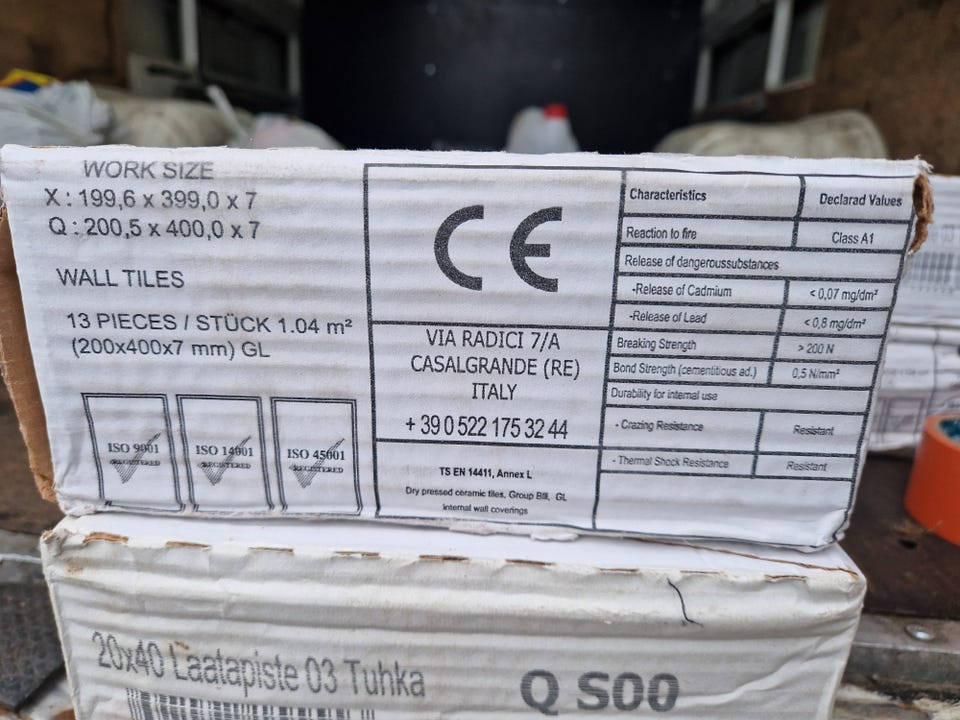 WORK SIZE
X : 199,6 x 399,0 x 7
Q : 200,5 x 400,0 x 7
WALL TILES
13 PIECES / STÜCK 1.04 m²
(200x400x7 mm) GL
ISO 9001
REGISTERED
ISO 14001
REGISTERED
ISO 45001
REGISTERED
CE
VIA RADICI 7/A
CASALGRANDE (RE)
ITALY
+ 39 0 522 175 32 44
TS EN 14411, Annex L
Dry pressed ceramic tiles, Group BIII, GL
Internal wall coverings
Characteristics Declarad Values
Reaction to fire Class A1
Release of dangeroussubstances
-Release of Cadmium < 0,07 mg/dm²
-Release of Lead < 0,8 mg/dm²
Breaking Strength > 200 N
Bond Strength (cementitious ad.) 0,5 N/mm²
Durability for internal use
- Crazing Resistance Resistant
- Thermal Shock Resistance Resistant
20x40 Laatapiste 03 Tuhka
Q S00